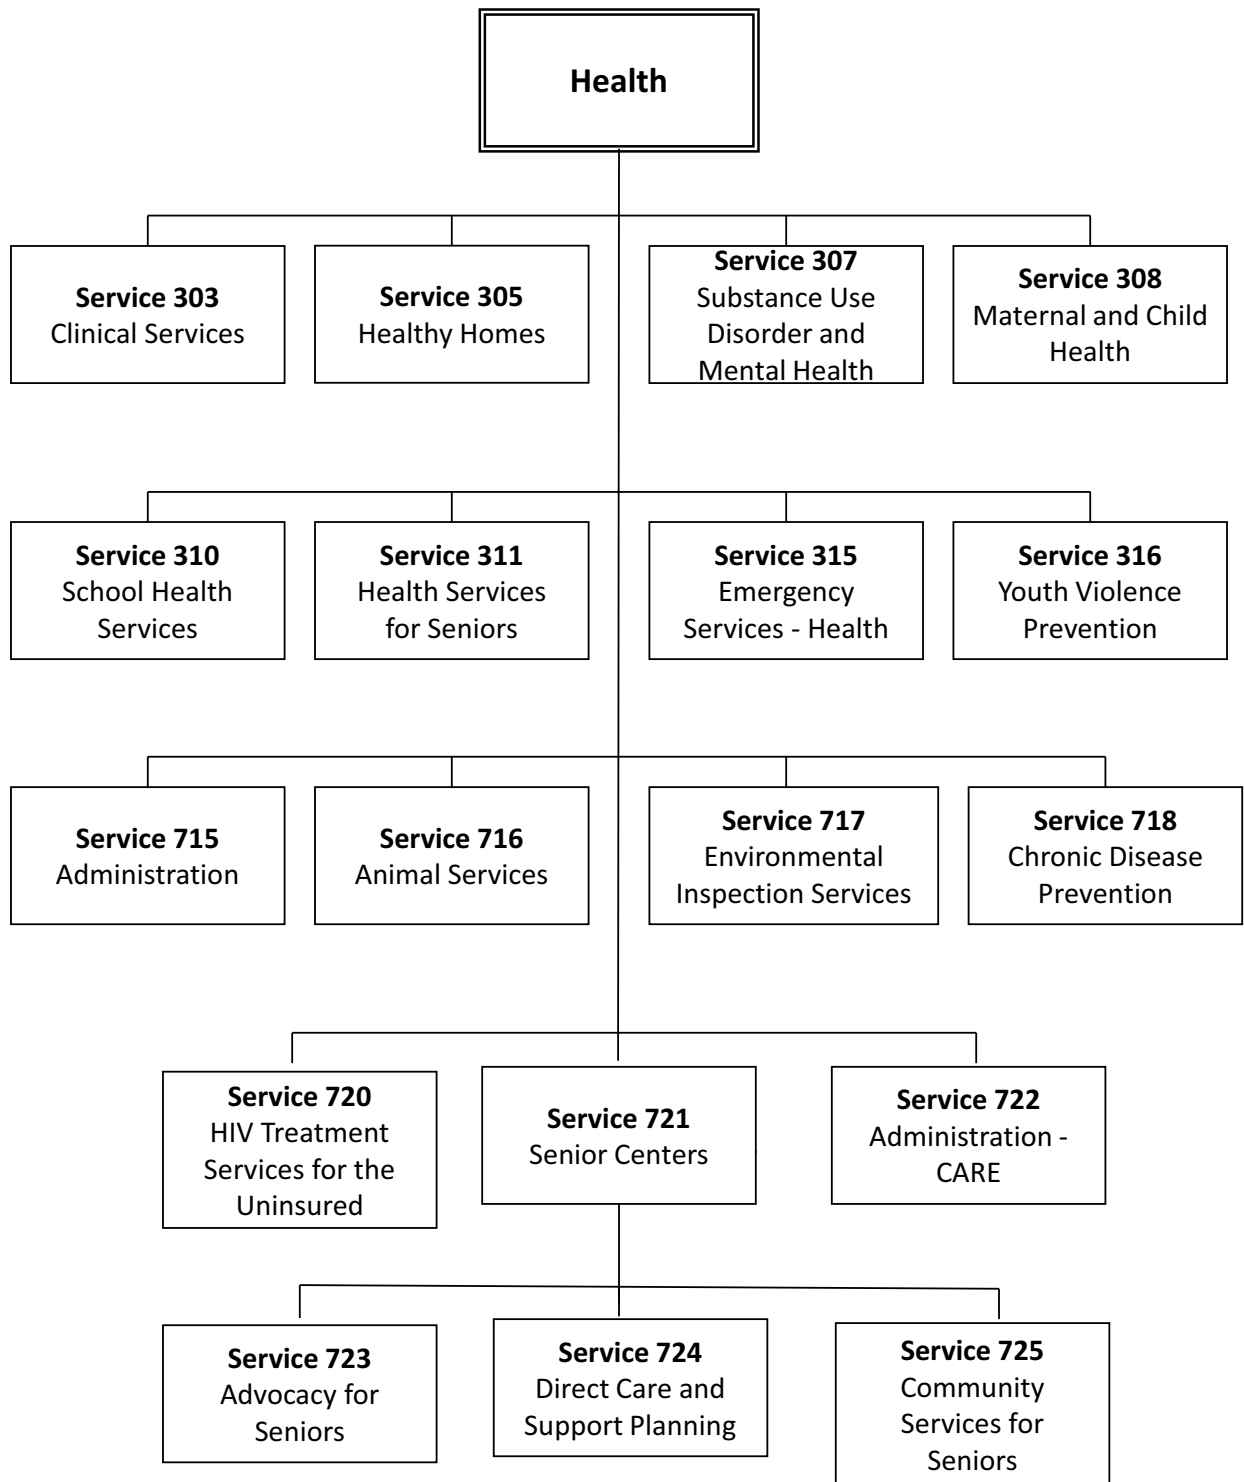 Health
Service 303
Clinical Services
Service 305
Healthy Homes
Service 307
Substance Use
Disorder and
Mental Health
Service 308
Maternal and Child
Health
Service 310
School Health
Services
Service 311
Health Services
for Seniors
Service 315
Emergency
Services - Health
Service 316
Youth Violence
Prevention
Service 715
Administration
Service 716
Animal Services
Service 717
Environmental
Inspection Services
Service 718
Chronic Disease
Prevention
Service 720
HIV Treatment
Services for the
Uninsured
Service 721
Senior Centers
Service 722
Administration -
CARE
Service 723
Advocacy for
Seniors
Service 724
Direct Care and
Support Planning
Service 725
Community
Services for
Seniors